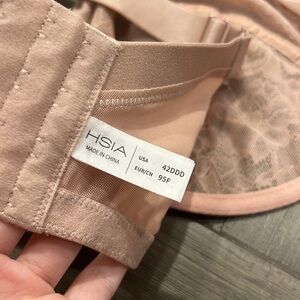 HSIA
MADE IN CHINA
USA 42DDD
EUR/CN 95F